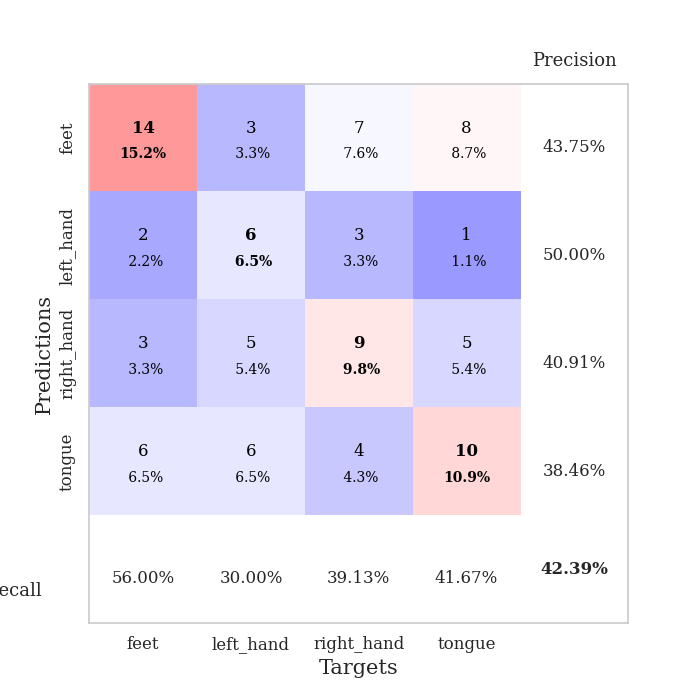 Precision
feet 14 3 7 8 43.75%
15.2% 3.3% 7.6% 8.7%
left_hand 2 6 3 1 50.00%
2.2% 6.5% 3.3% 1.1%
right_hand 3 5 9 5 40.91%
3.3% 5.4% 9.8% 5.4%
tongue 6 6 4 10 38.46%
6.5% 6.5% 4.3% 10.9%
Predictions
ecall 56.00% 30.00% 39.13% 41.67% 42.39%
feet left_hand right_hand tongue
Targets